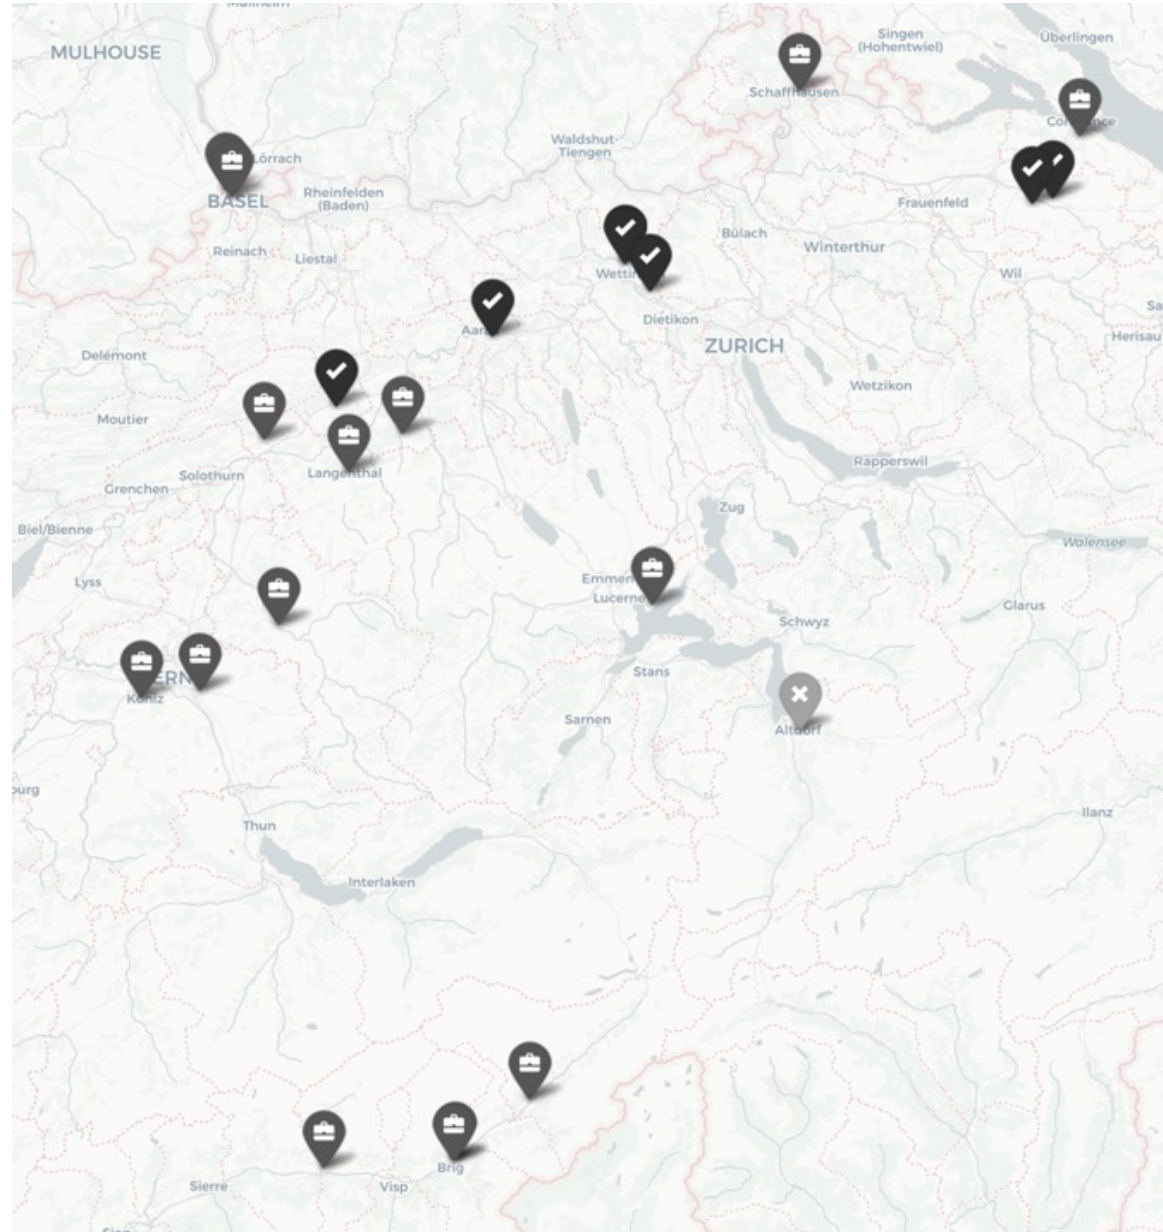 MULHOUSE
Singen
(Hohentwiel)
Überlingen
Schaffhausen
Waldshut-
Tiengen
Lörrach
BASEL
Rheinfelden
(Baden)
Frauenfeld
Reinach
Liestal
Bülach
Winterthur
Wil
Dietikon
ZURICH
Delémont
Herisau
Wetzikon
Moutier
Rapperswil
Langenthal
Solothurn
Grenchen
Zug
Biel/Bienne
Walensee
Lyss
Emmen
Lucerne
Glarus
Schwyz
Stans
Köniz
Sarnen
Altdorf
Thun
Ilanz
Interlaken
Brig
Sierre
Visp